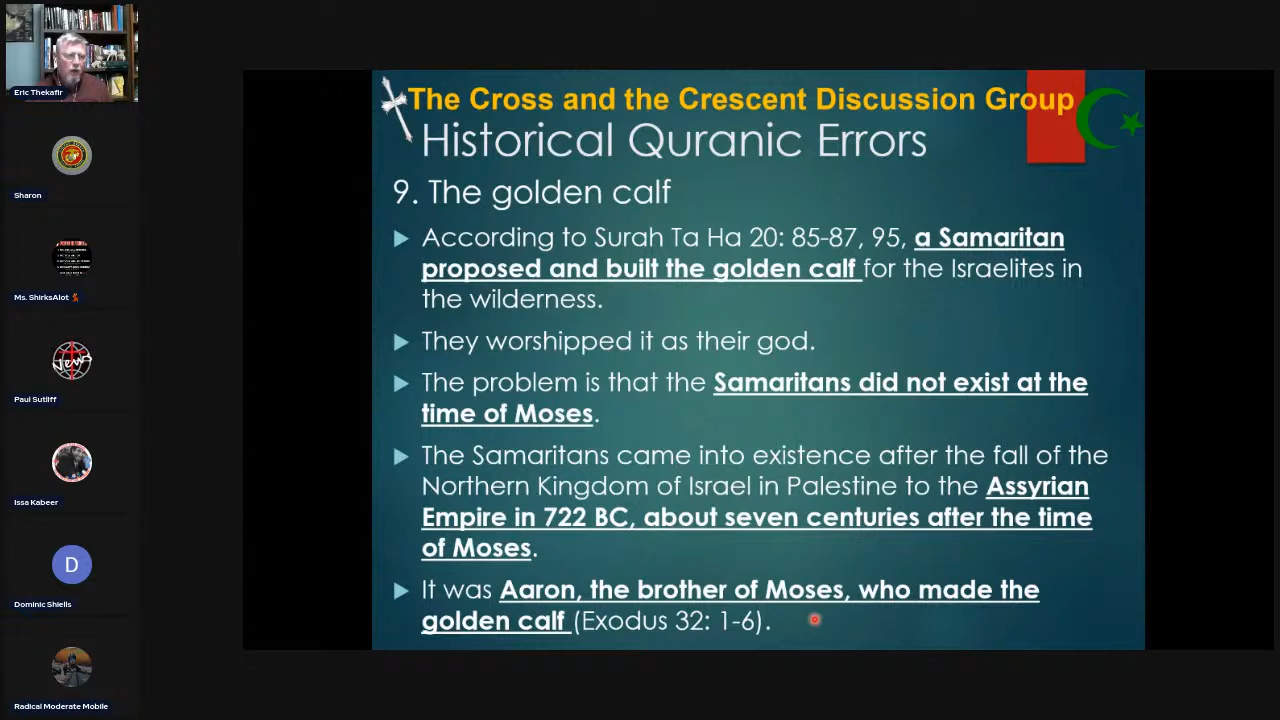 Eric Thekafir
Sharon
Ms. ShirksAlot
Paul Sutliff
Issa Kabeer
D
Dominic Shiells
Radical Moderate Mobile
News
The Cross and the Crescent Discussion Group
Historical Quranic Errors
9. The golden calf
According to Surah Ta Ha 20: 85-87, 95, a Samaritan
proposed and built the golden calf for the Israelites in
the wilderness.
They worshipped it as their god.
The problem is that the Samaritans did not exist at the
time of Moses.
The Samaritans came into existence after the fall of the
Northern Kingdom of Israel in Palestine to the Assyrian
Empire in 722 BC, about seven centuries after the time
of Moses.
It was Aaron, the brother of Moses, who made the
golden calf (Exodus 32: 1-6).